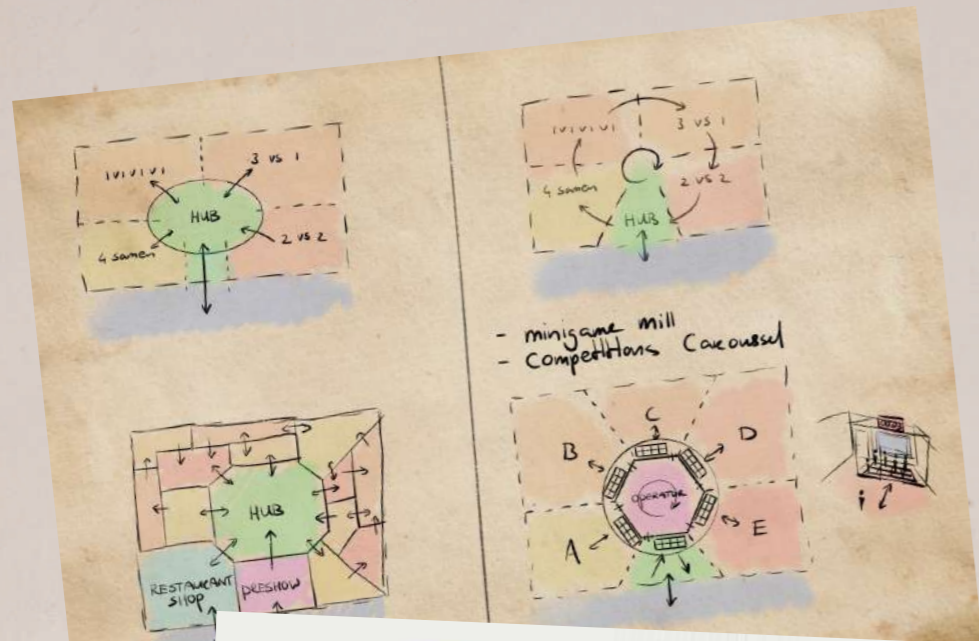 1v1v1v1
3 vs 1
HUB
4 samen
2 vs 2
1v1v1v1
3 vs 1
4 samen
2 vs 2
HUB
- minigame mill
- Competitions Caroussel
HUB
RESTAURANT
SHOP
PRESHOW
C
B
D
OPERATOR
A
E